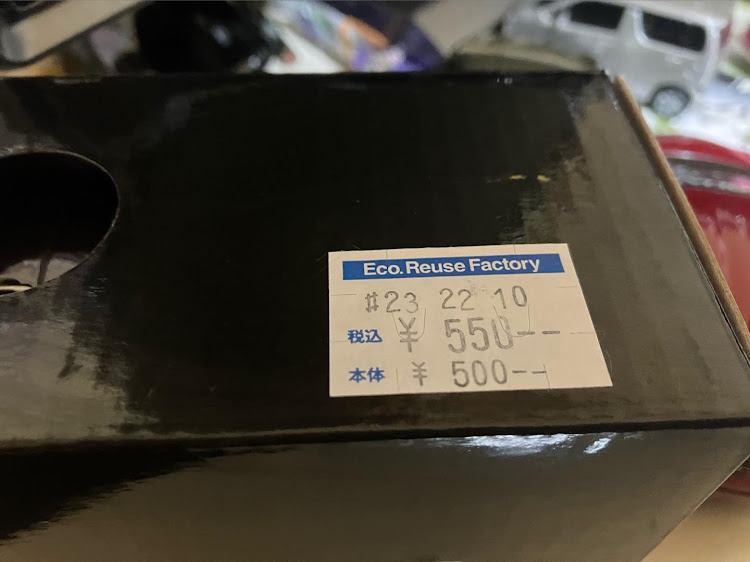 Eco.Reuse Factory
#23 22 10
税込 ¥ 550--
本体 ¥ 500--